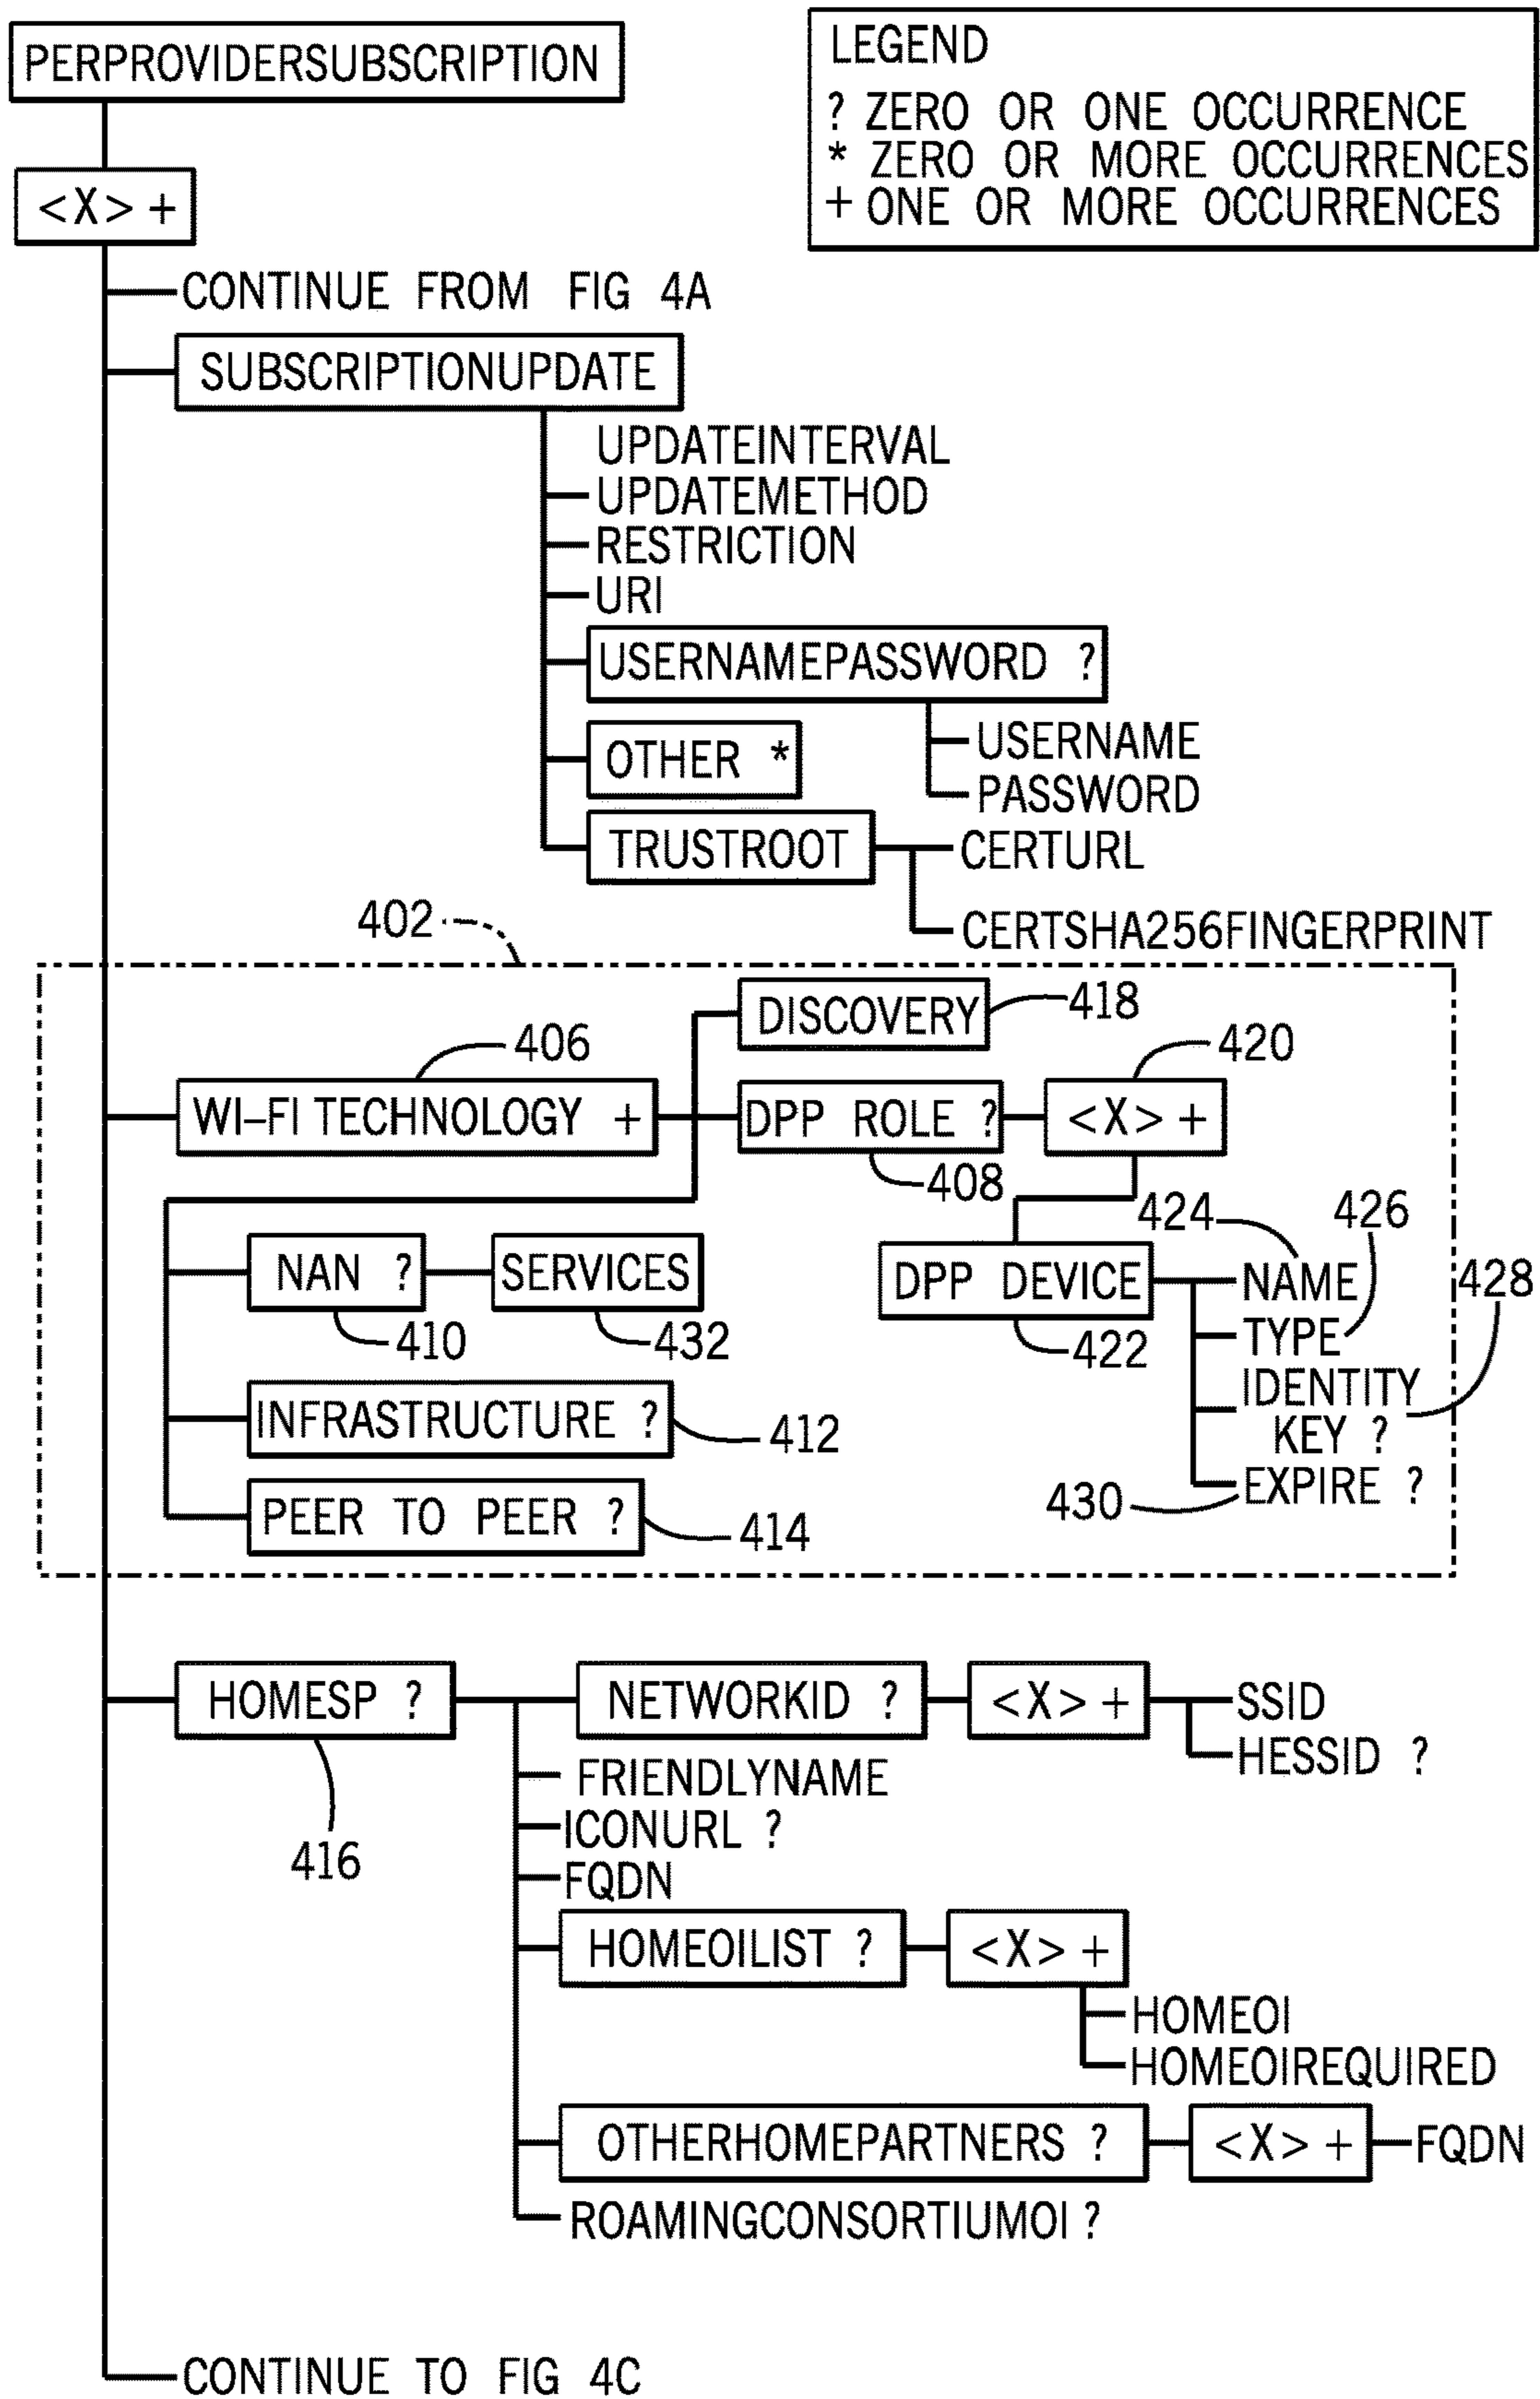 PERPROVIDERSUBSCRIPTION
LEGEND
? ZERO OR ONE OCCURRENCE
* ZERO OR MORE OCCURRENCES
+ ONE OR MORE OCCURRENCES
<X> +
CONTINUE FROM FIG 4A
SUBSCRIPTIONUPDATE
UPDATEINTERVAL
UPDATEMETHOD
RESTRICTION
URI
USERNAMEPASSWORD ?
USERNAME
PASSWORD
OTHER *
TRUSTROOT
CERTURL
CERTSHA256FINGERPRINT
402
DISCOVERY
418
406
420
WI-FI TECHNOLOGY +
DPP ROLE ?
<X> +
408
424
426
NAN ?
SERVICES
DPP DEVICE
NAME
428
410
432
422
TYPE
IDENTITY
KEY ?
INFRASTRUCTURE ?
412
EXPIRE ?
430
PEER TO PEER ?
414
HOMESP ?
NETWORKID ?
<X> +
SSID
HESSID ?
FRIENDLYNAME
ICONURL ?
416
FQDN
HOMEOILIST ?
<X> +
HOMEOI
HOMEOIREQUIRED
OTHERHOMEPARTNERS ?
<X> +
FQDN
ROAMINGCONSORTIUMOI ?
CONTINUE TO FIG 4C